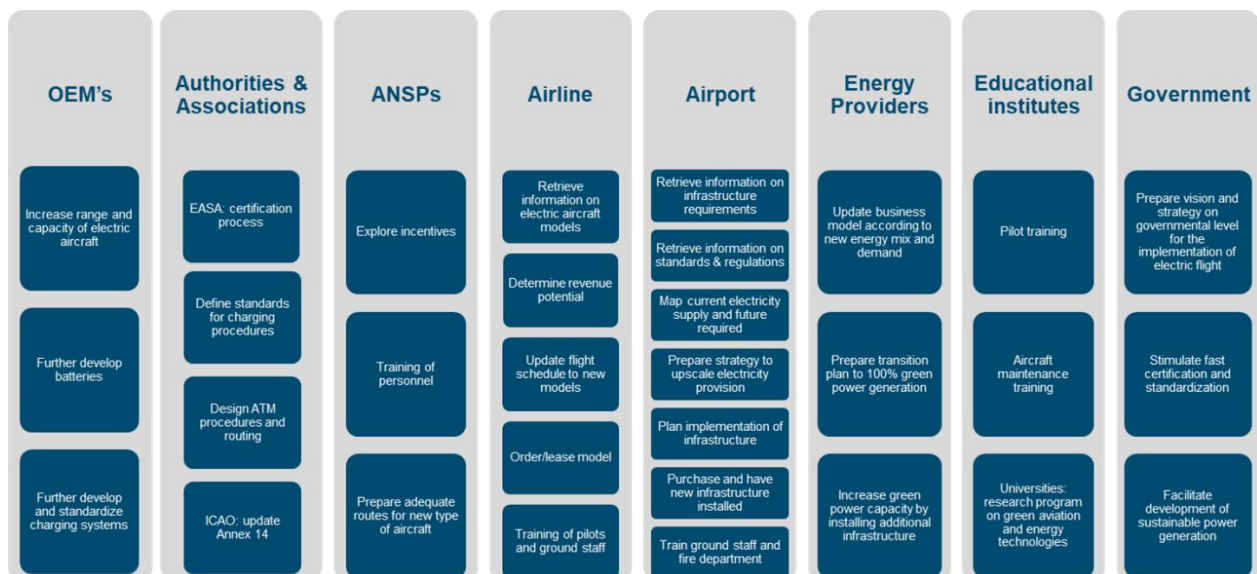 OEM's
Increase range and
capacity of electric
aircraft
Further develop
batteries
Further develop
and standardize
charging systems
Authorities &
Associations
EASA: certification
process
Define standards
for charging
procedures
Design ATM
procedures and
routing
ICAO: update
Annex 14
ANSPs
Explore incentives
Training of
personnel
Prepare adequate
routes for new type
of aircraft
Airline
Retrieve
information on
electric aircraft
models
Determine revenue
potential
Update flight
schedule to new
models
Order/lease model
Training of pilots
and ground staff
Airport
Retrieve information on
infrastructure
requirements
Retrieve information on
standards & regulations
Map current electricity
supply and future
required
Prepare strategy to
upscale electricity
provision
Plan implementation of
infrastructure
Purchase and have
new infrastructure
installed
Train ground staff and
fire department
Energy
Providers
Update business
model according to
new energy mix and
demand
Prepare transition
plan to 100% green
power generation
Increase green
power capacity by
installing additional
infrastructure
Educational
institutes
Pilot training
Aircraft
maintenance
training
Universities:
research program
on green aviation
and energy
technologies
Government
Prepare vision and
strategy on
governmental level
for the
implementation of
electric flight
Stimulate fast
certification and
standardization
Facilitate
development of
sustainable power
generation